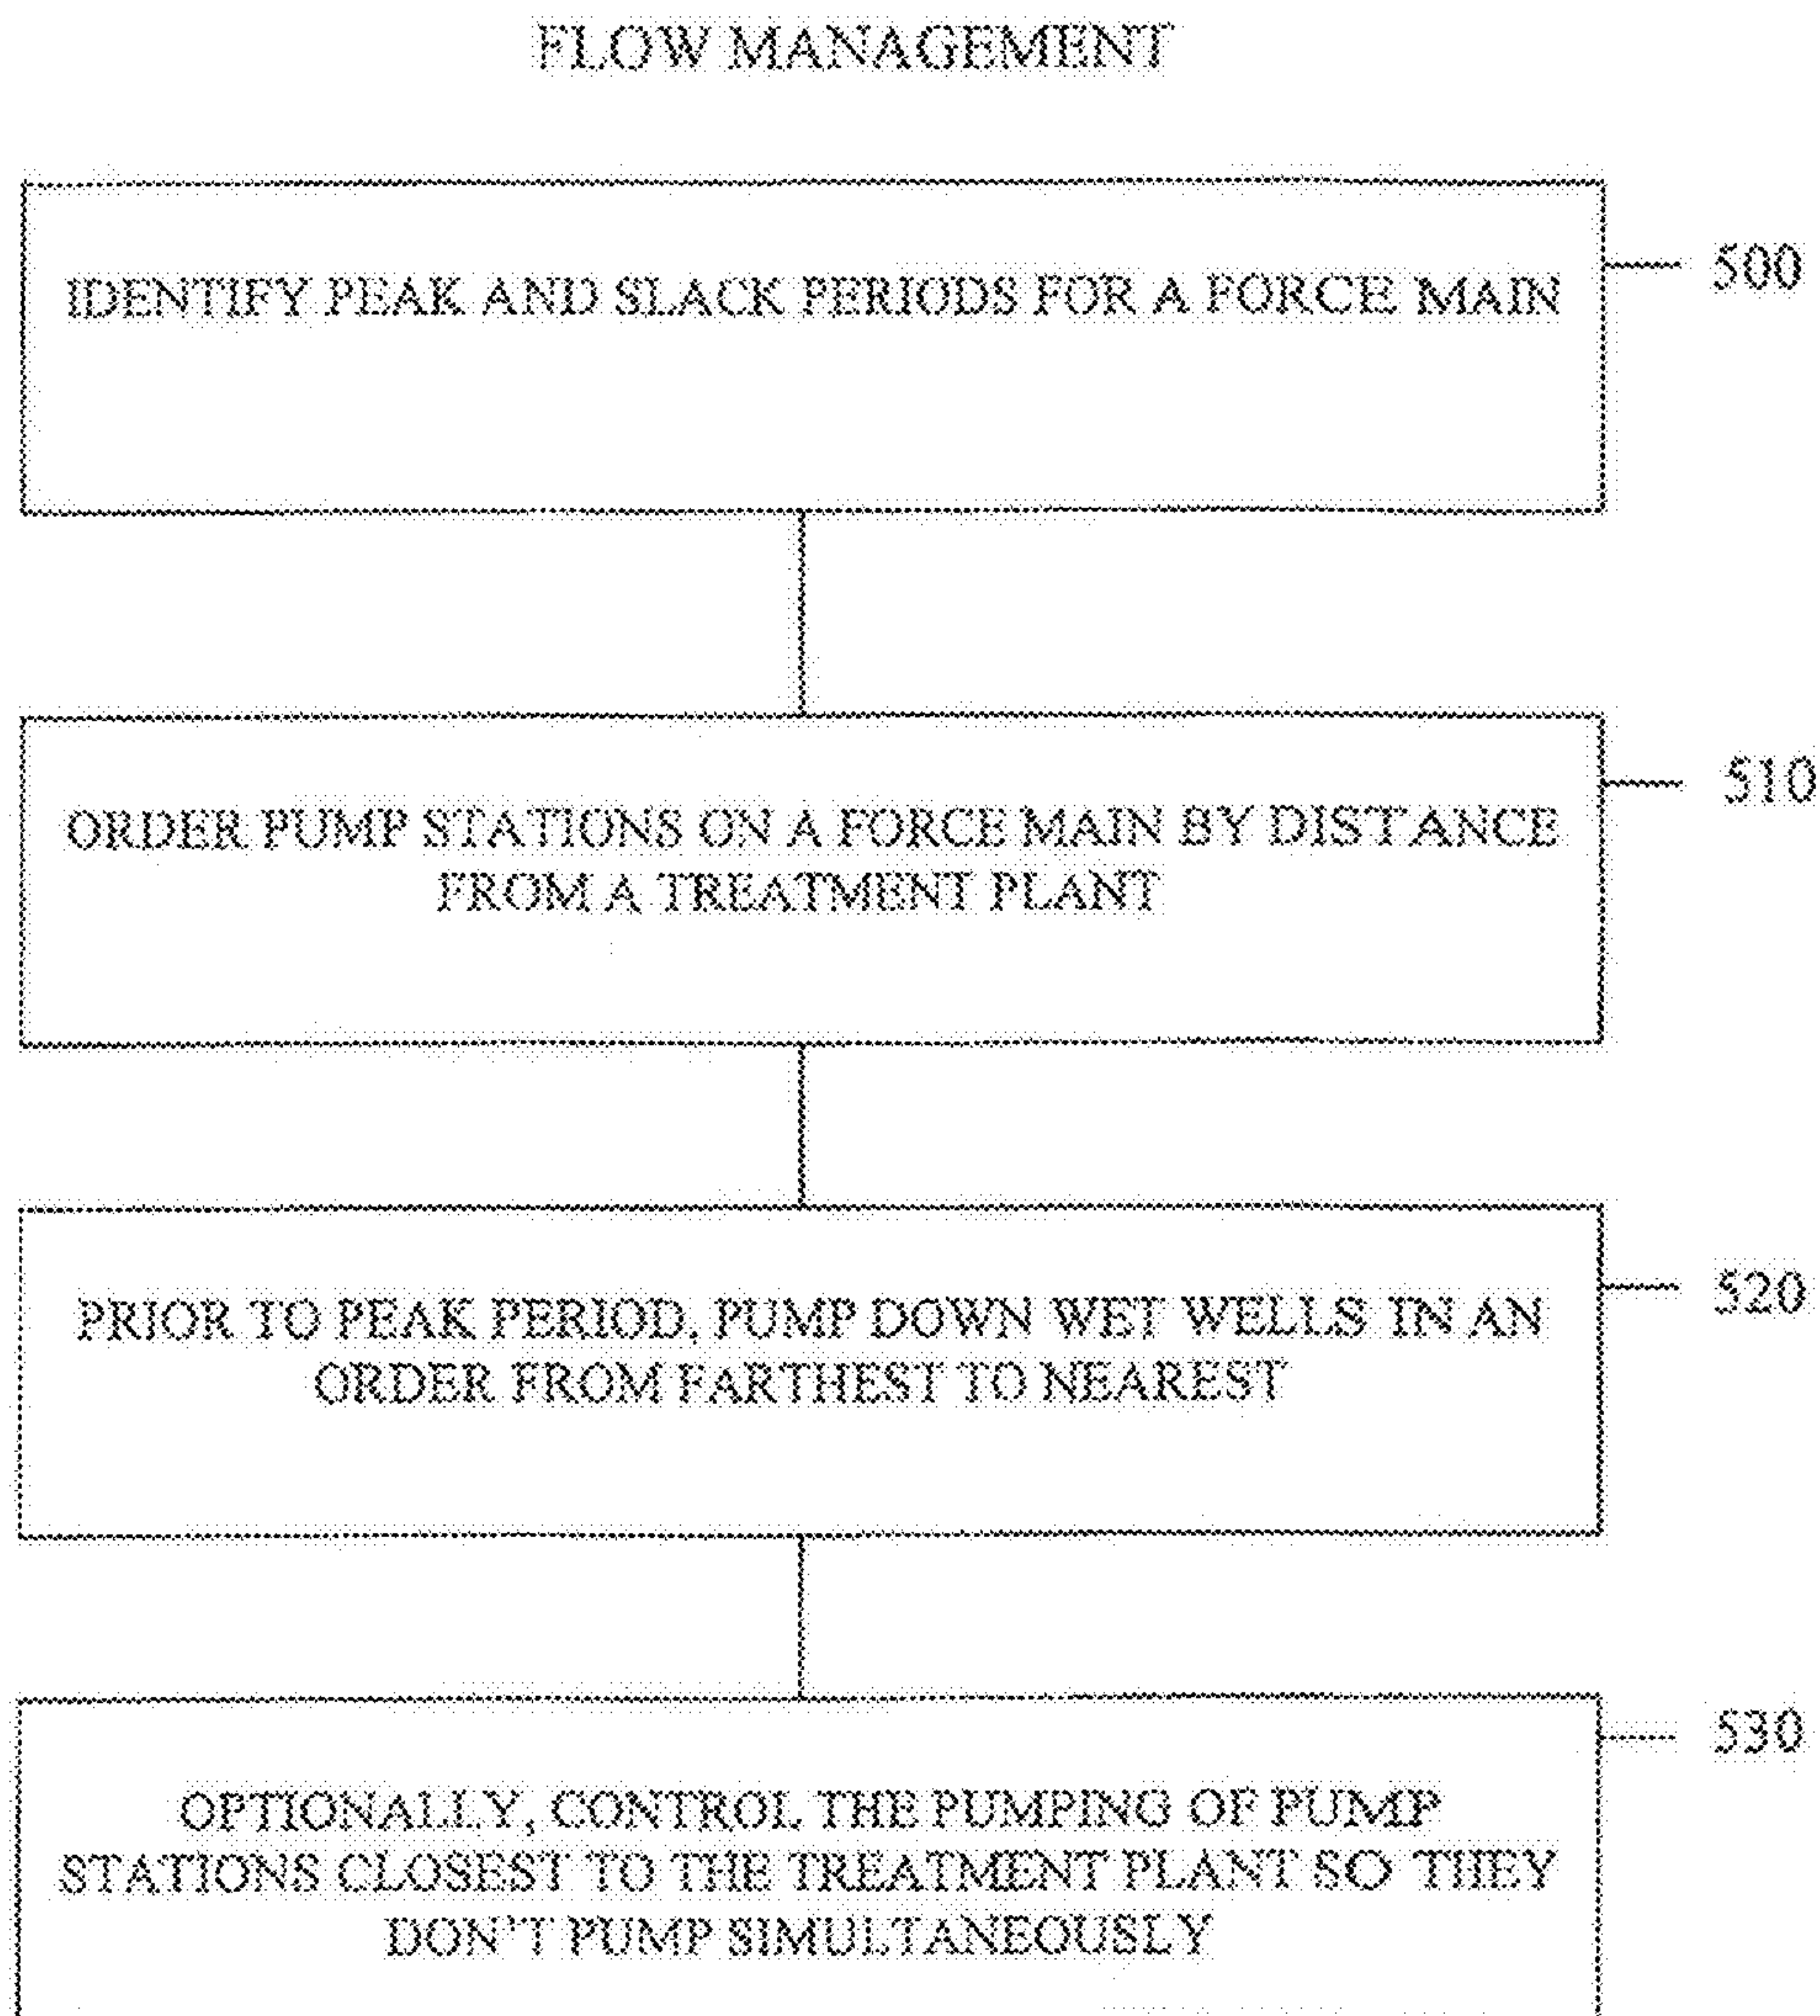 FLOW MANAGEMENT
IDENTIFY PEAK AND SLACK PERIODS FOR A FORCE MAIN
500
ORDER PUMP STATIONS ON A FORCE MAIN BY DISTANCE
FROM A TREATMENT PLANT
510
PRIOR TO PEAK PERIOD, PUMP DOWN WET WELLS IN AN
ORDER FROM FARTHEST TO NEAREST
520
OPTIONALLY, CONTROL THE PUMPING OF PUMP
STATIONS CLOSEST TO THE TREATMENT PLANT SO THEY
DON'T PUMP SIMULTANEOUSLY
530